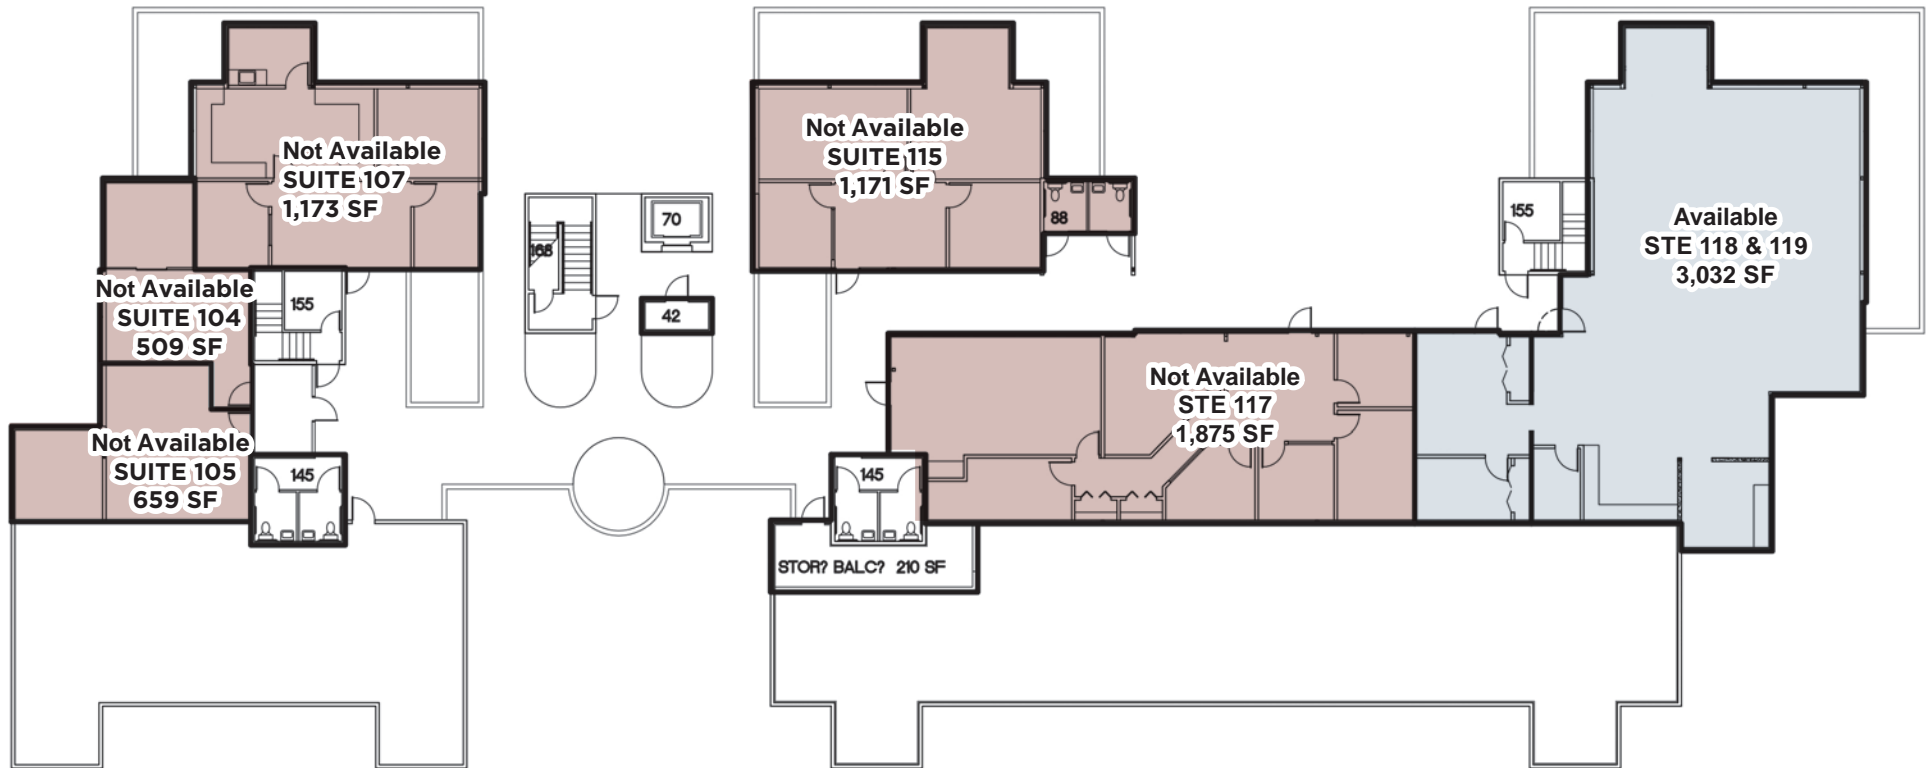 Not Available
SUITE 107
1,173 SF
Not Available
SUITE 115
1,171 SF
Available
STE 118 & 119
3,032 SF
Not Available
SUITE 104
509 SF
Not Available
STE 117
1,875 SF
Not Available
SUITE 105
659 SF
70
88
155
155
42
145
145
STOR? BALC? 210 SF